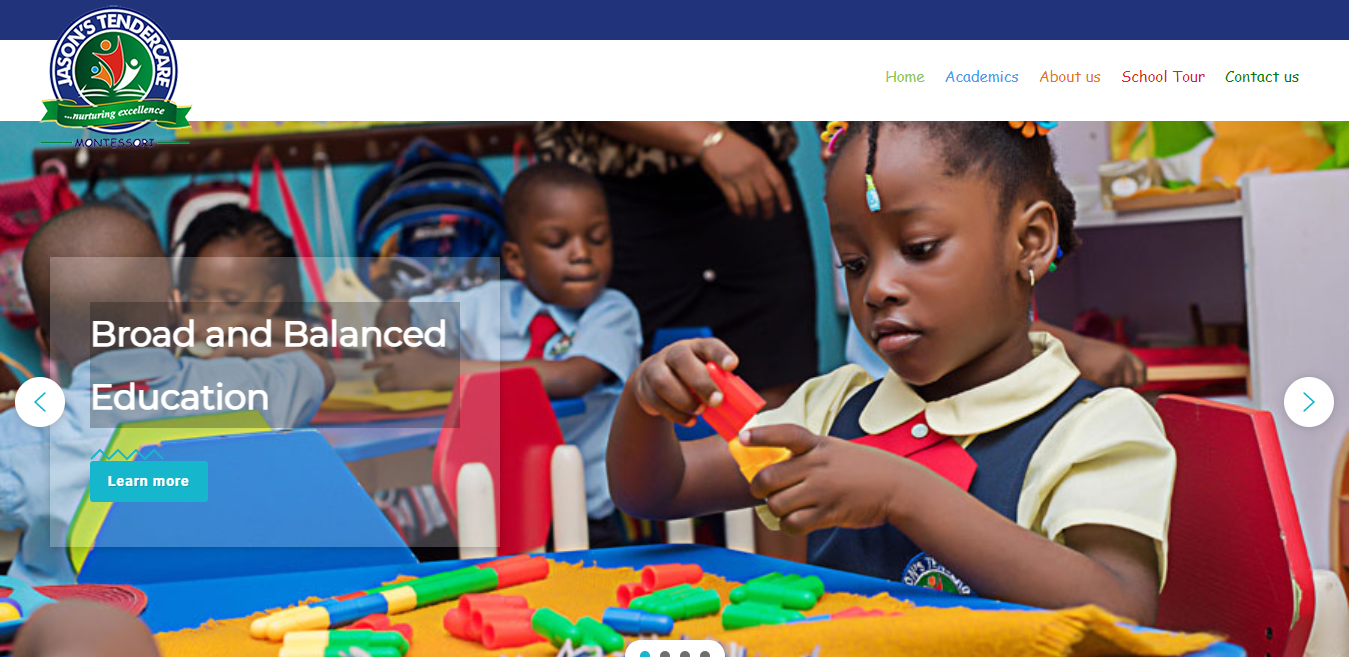 JASON'S TENDERCARE
...nurturing excellence
MONTESSORI
Home Academics About us School Tour Contact us
Broad and Balanced
Education
Learn more